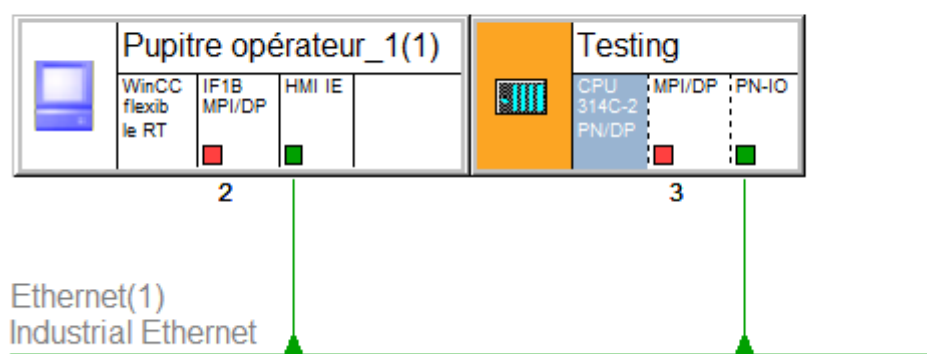 Pupitre opérateur_1(1)
WinCC
flexib
le RT
IF1B
MPI/DP
HMI IE
2
Testing
CPU
314C-2
PN/DP
MPI/DP
PN-IO
3
Ethernet(1)
Industrial Ethernet